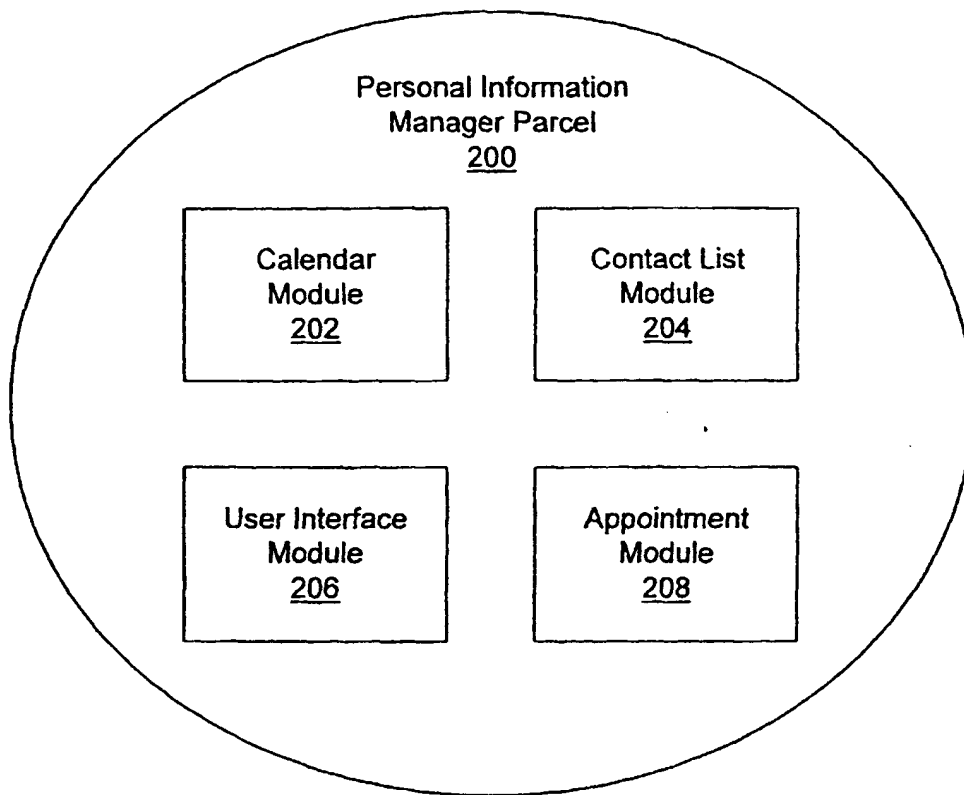 Personal Information
Manager Parcel
200
Calendar
Module
202
Contact List
Module
204
User Interface
Module
206
Appointment
Module
208